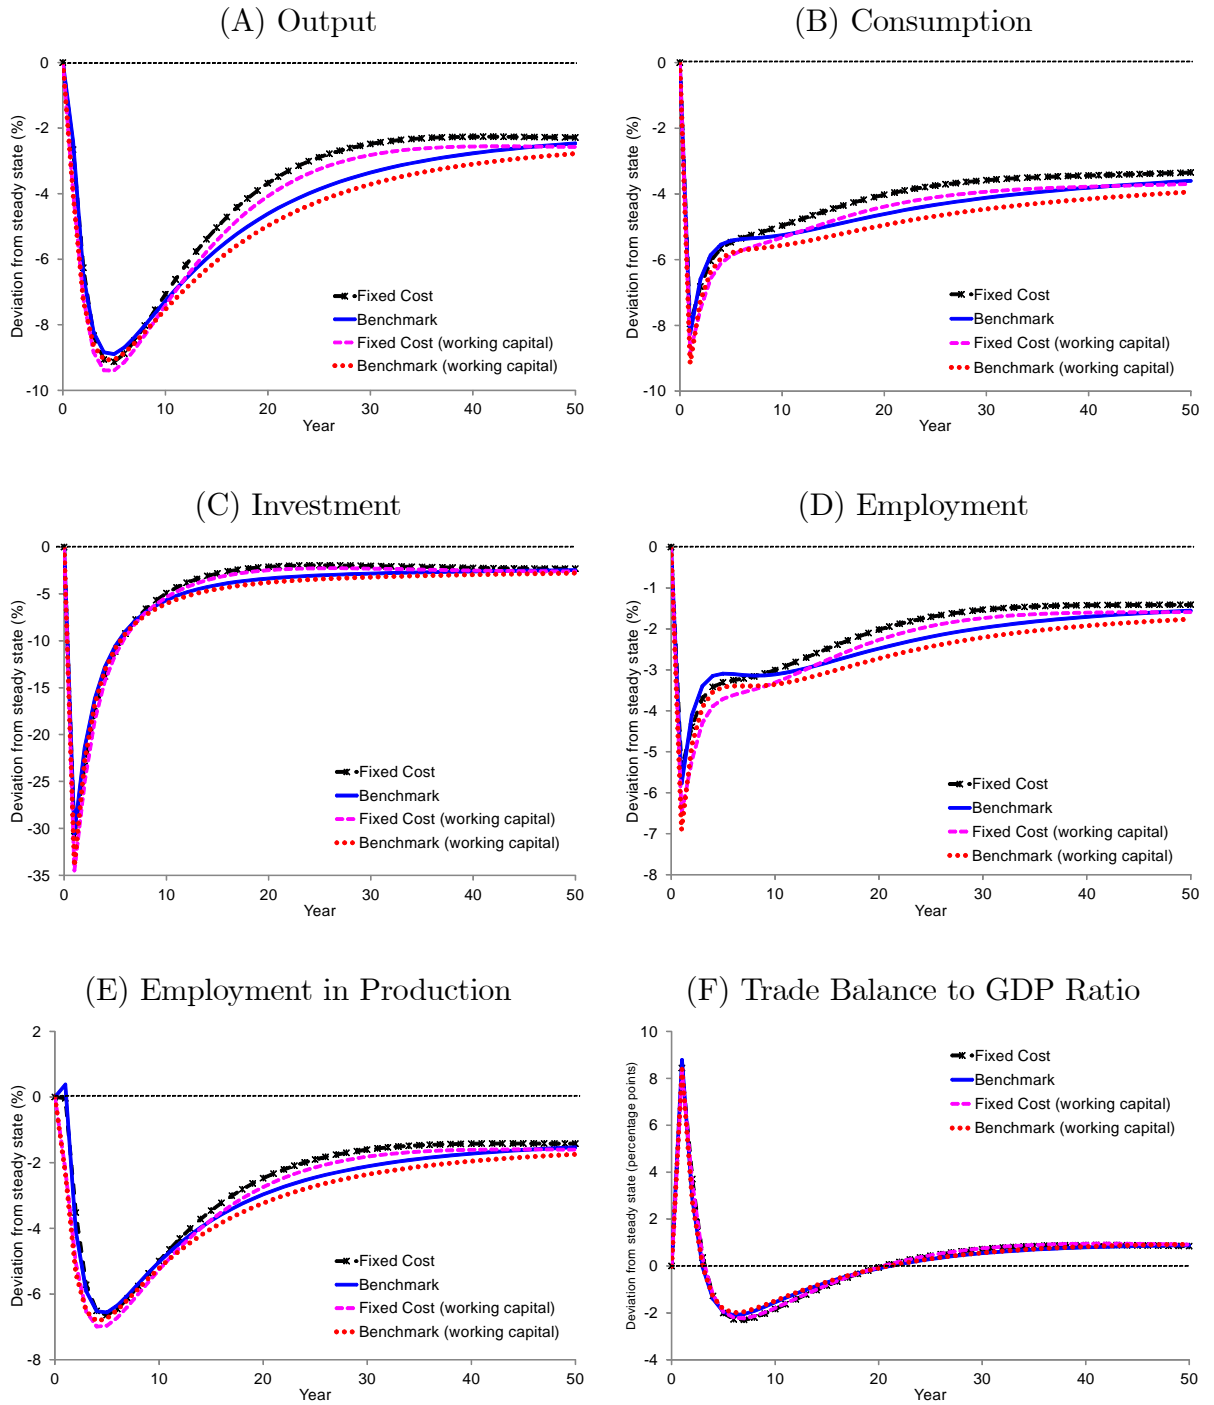 (A) Output
Deviation from steady state (%)
0
-2
-4
-6
-8
-10
Fixed Cost
Benchmark
Fixed Cost (working capital)
Benchmark (working capital)
0 10 20 30 40 50
Year
(B) Consumption
Deviation from steady state (%)
0
-2
-4
-6
-8
-10
Fixed Cost
Benchmark
Fixed Cost (working capital)
Benchmark (working capital)
0 10 20 30 40 50
Year
(C) Investment
Deviation from steady state (%)
0
-5
-10
-15
-20
-25
-30
-35
Fixed Cost
Benchmark
Fixed Cost (working capital)
Benchmark (working capital)
0 10 20 30 40 50
Year
(D) Employment
Deviation from steady state (%)
0
-1
-2
-3
-4
-5
-6
-7
-8
Fixed Cost
Benchmark
Fixed Cost (working capital)
Benchmark (working capital)
0 10 20 30 40 50
Year
(E) Employment in Production
Deviation from steady state (%)
2
0
-2
-4
-6
-8
Fixed Cost
Benchmark
Fixed Cost (working capital)
Benchmark (working capital)
0 10 20 30 40 50
Year
(F) Trade Balance to GDP Ratio
Deviation from steady state (percentage points)
10
8
6
4
2
0
-2
-4
Fixed Cost
Benchmark
Fixed Cost (working capital)
Benchmark (working capital)
0 10 20 30 40 50
Year